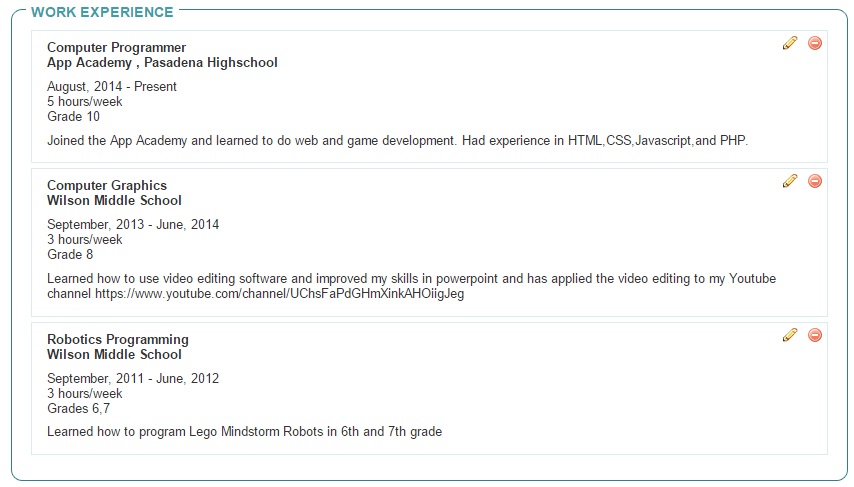 WORK EXPERIENCE
Computer Programmer
App Academy , Pasadena Highschool
August, 2014 - Present
5 hours/week
Grade 10
Joined the App Academy and learned to do web and game development. Had experience in HTML,CSS,Javascript,and PHP.
Computer Graphics
Wilson Middle School
September, 2013 - June, 2014
3 hours/week
Grade 8
Learned how to use video editing software and improved my skills in powerpoint and has applied the video editing to my Youtube
channel https://www.youtube.com/channel/UChsFaPdGHmXinkAHOiigJeg
Robotics Programming
Wilson Middle School
September, 2011 - June, 2012
3 hours/week
Grades 6,7
Learned how to program Lego Mindstorm Robots in 6th and 7th grade